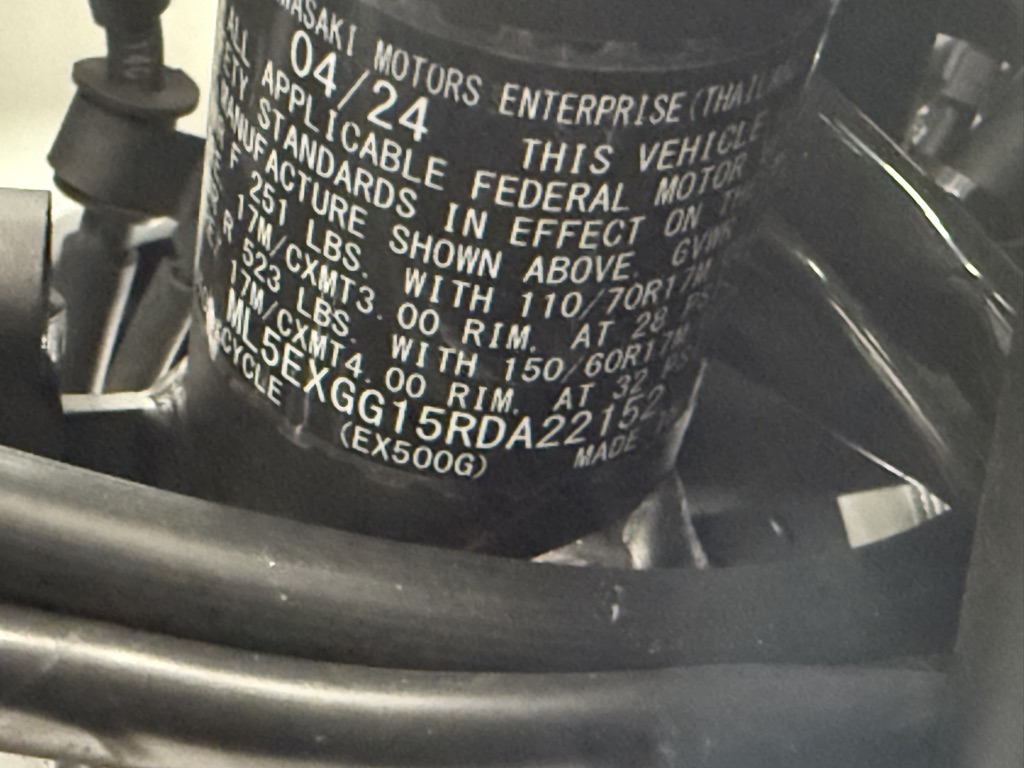 MOTORS ENTERPRISE (THAILAND
04/24 THIS VEHICLE
ALL APPLICABLE FEDERAL MOTOR
STANDARDS IN EFFECT ON THE
MANUFACTURE SHOWN ABOVE. GVWR
F 251 LBS. WITH 110/70R17M
17M/CXMT3.00 RIM. AT 28 PSI
R 523 LBS. WITH 150/60R17M
17M/CXMT4.00 RIM. AT 32 PSI
ML5EXGG15RDA22152
CYCLE (EX500G) MADE